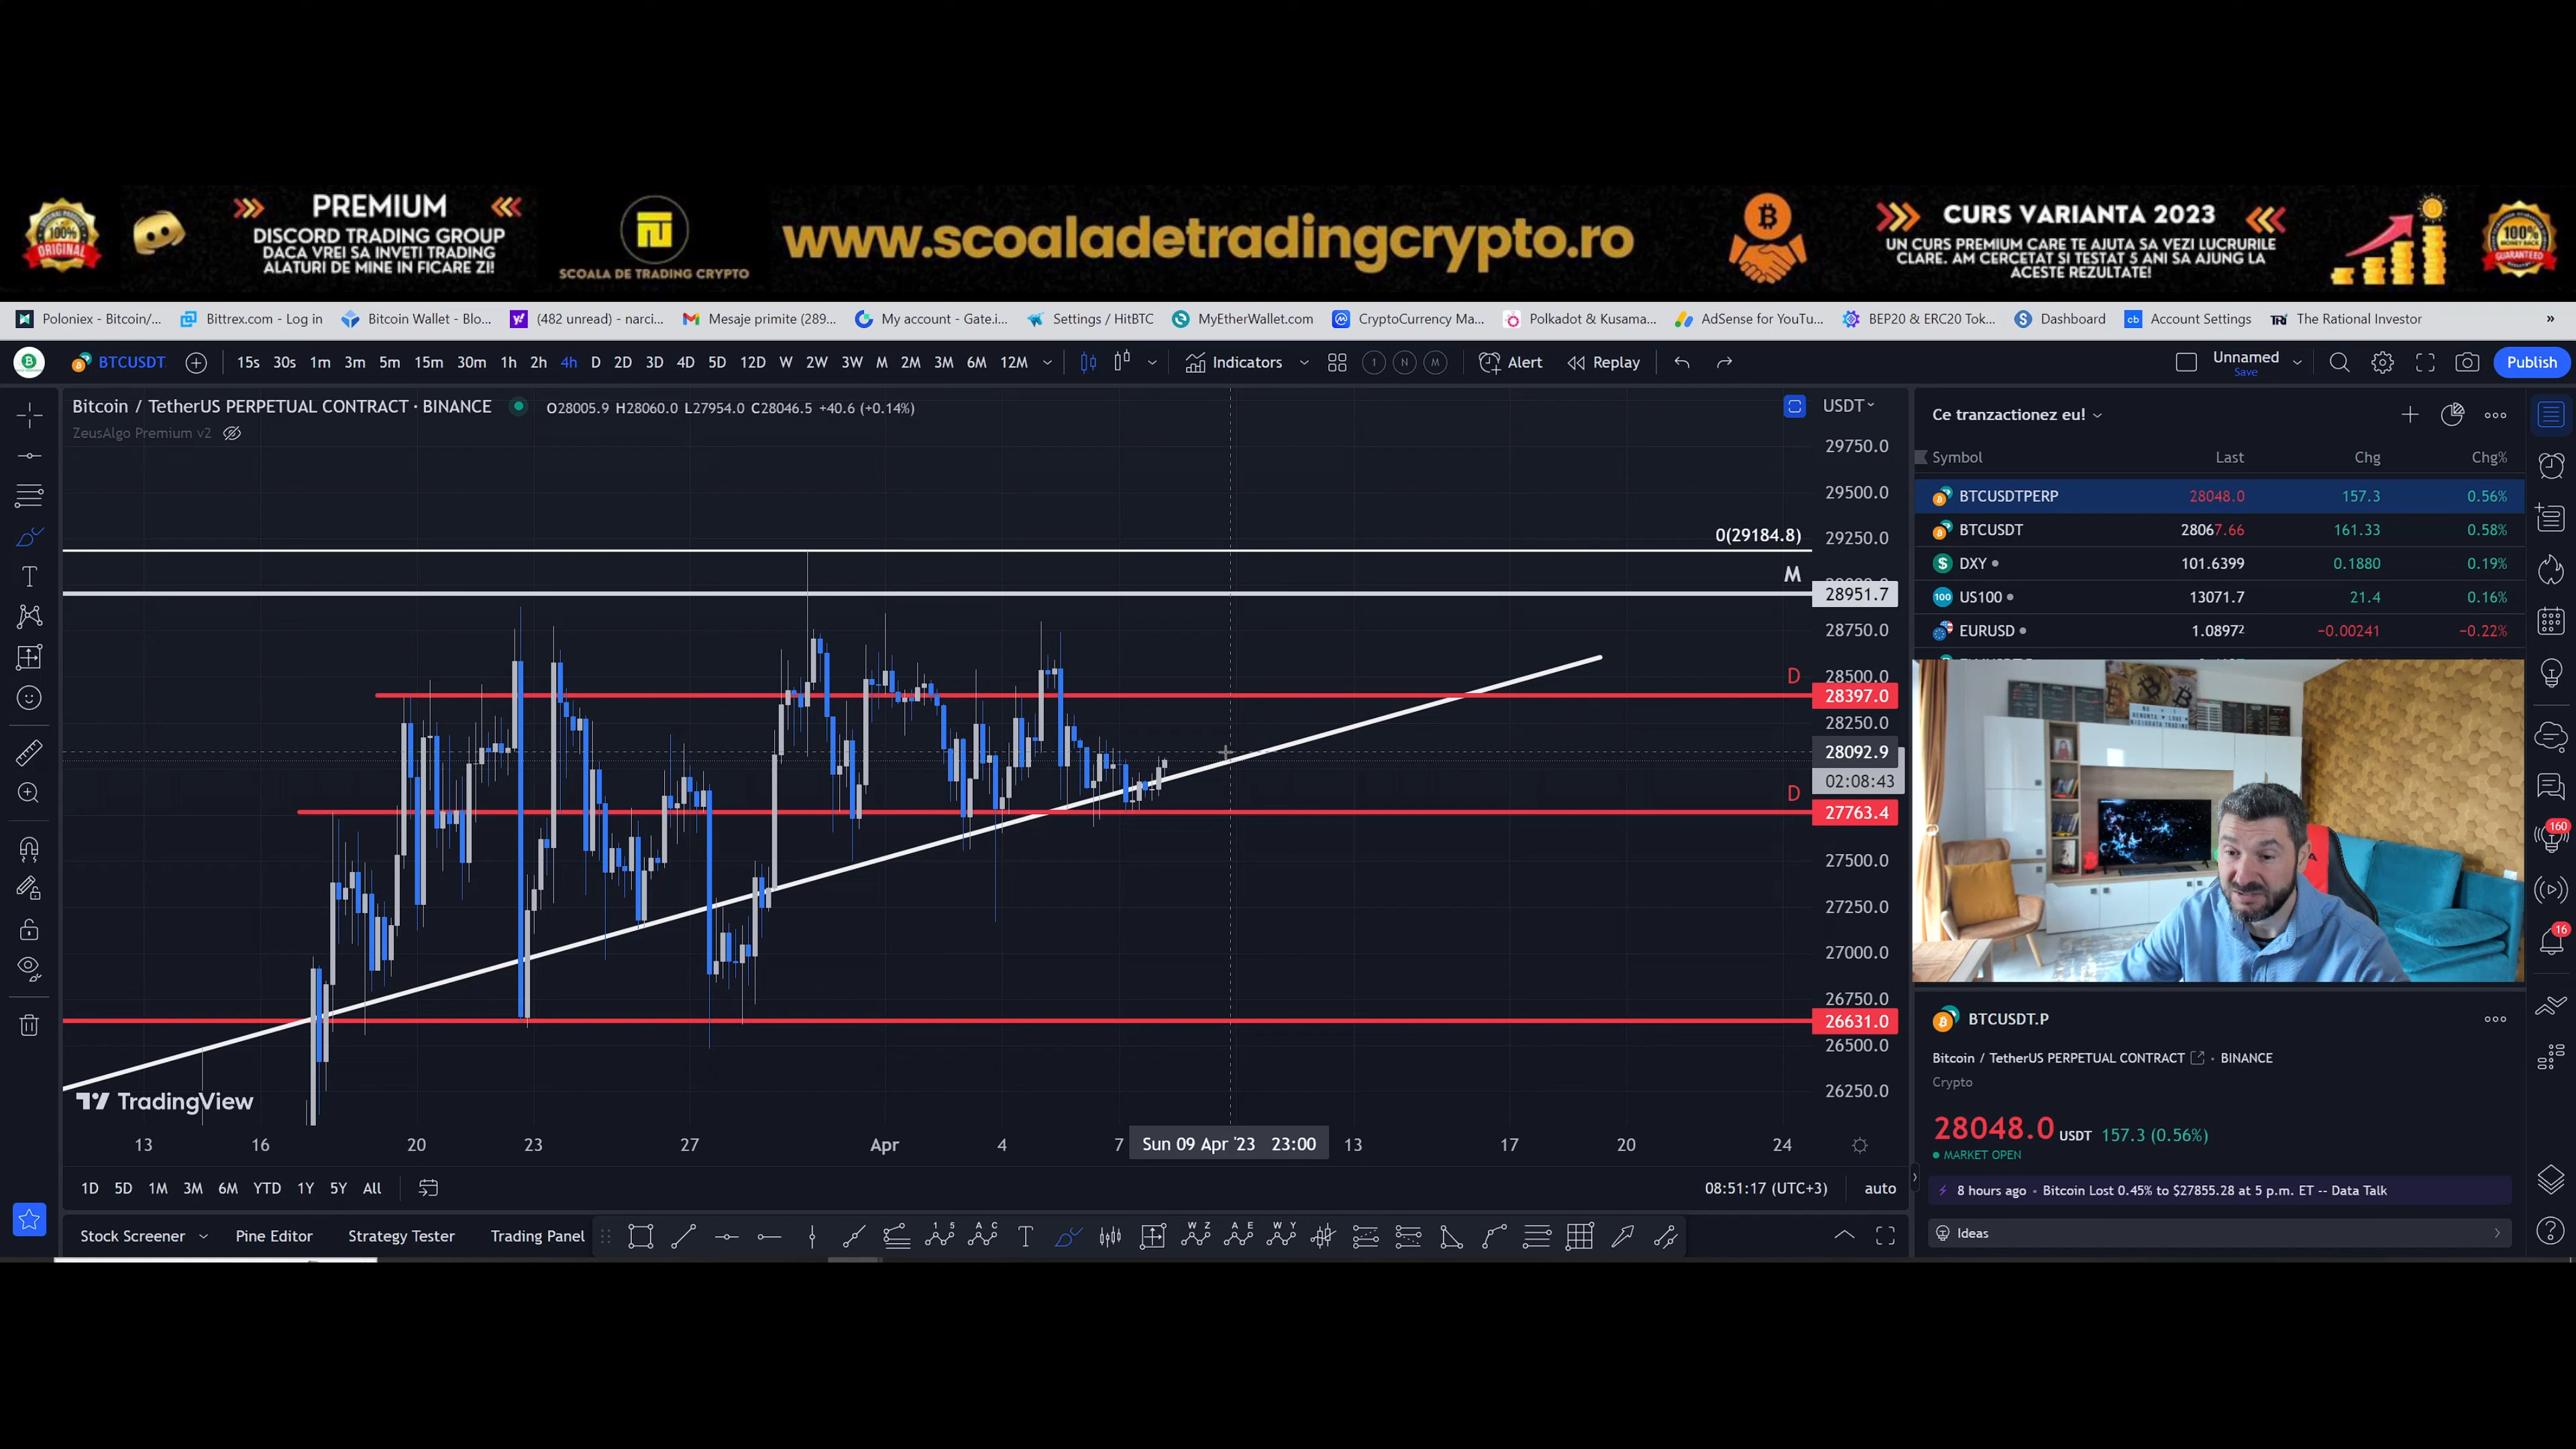 100%
ORIGINAL
PREMIUM
DISCORD TRADING GROUP
DACA VREI SA INVETI TRADING
ALATURI DE MINE IN FICARE ZI!
SCOALA DE TRADING CRYPTO
www.scoaladetradingcrypto.ro
CURS VARIANTA 2023
UN CURS PREMIUM CARE TE AJUTA SA VEZI LUCRURILE
CLARE. AM CERCETAT SI TESTAT 5 ANI SA AJUNG LA
ACESTE REZULTATE!
100%
MONEY BACK
GUARANTEED
Poloniex - Bitcoin/... Bittrex.com - Log in Bitcoin Wallet - Blo... (482 unread) - narci... Mesaje primite (289... My account - Gate.i... Settings / HitBTC MyEtherWallet.com CryptoCurrency Ma... Polkadot & Kusama... AdSense for YouTu... BEP20 & ERC20 Tok... Dashboard Account Settings The Rational Investor »
BTCUSDT 15s 30s 1m 3m 5m 15m 30m 1h 2h 4h D 2D 3D 4D 5D 12D W 2W 3W M 2M 3M 6M 12M Indicators 1 N M Alert Replay Unnamed Publish
Save
Bitcoin / TetherUS PERPETUAL CONTRACT · BINANCE O28005.9 H28060.0 L27954.0 C28046.5 +40.6 (+0.14%) USDT
ZeusAlgo Premium v2
29750.0
29500.0
0(29184.8) 29250.0
M
28951.7
28750.0
D 28500.0
28397.0
28250.0
28092.9
02:08:43
D
27763.4
27500.0
27250.0
27000.0
26750.0
26631.0
26500.0
26250.0
TradingView
13 16 20 23 27 Apr 4 7 Sun 09 Apr '23 23:00 13 17 20 24
1D 5D 1M 3M 6M YTD 1Y 5Y All 08:51:17 (UTC+3) auto
Stock Screener Pine Editor Strategy Tester Trading Panel
Ce tranzactionez eu!
Symbol Last Chg Chg%
BTCUSDTPERP 28048.0 157.3 0.56%
BTCUSDT 28067.66 161.33 0.58%
DXY 101.6399 0.1880 0.19%
US100 13071.7 21.4 0.16%
EURUSD 1.08972 −0.00241 −0.22%
160
16
BTCUSDT.P
Bitcoin / TetherUS PERPETUAL CONTRACT · BINANCE
Crypto
28048.0 USDT 157.3 (0.56%)
MARKET OPEN
8 hours ago · Bitcoin Lost 0.45% to $27855.28 at 5 p.m. ET -- Data Talk
Ideas